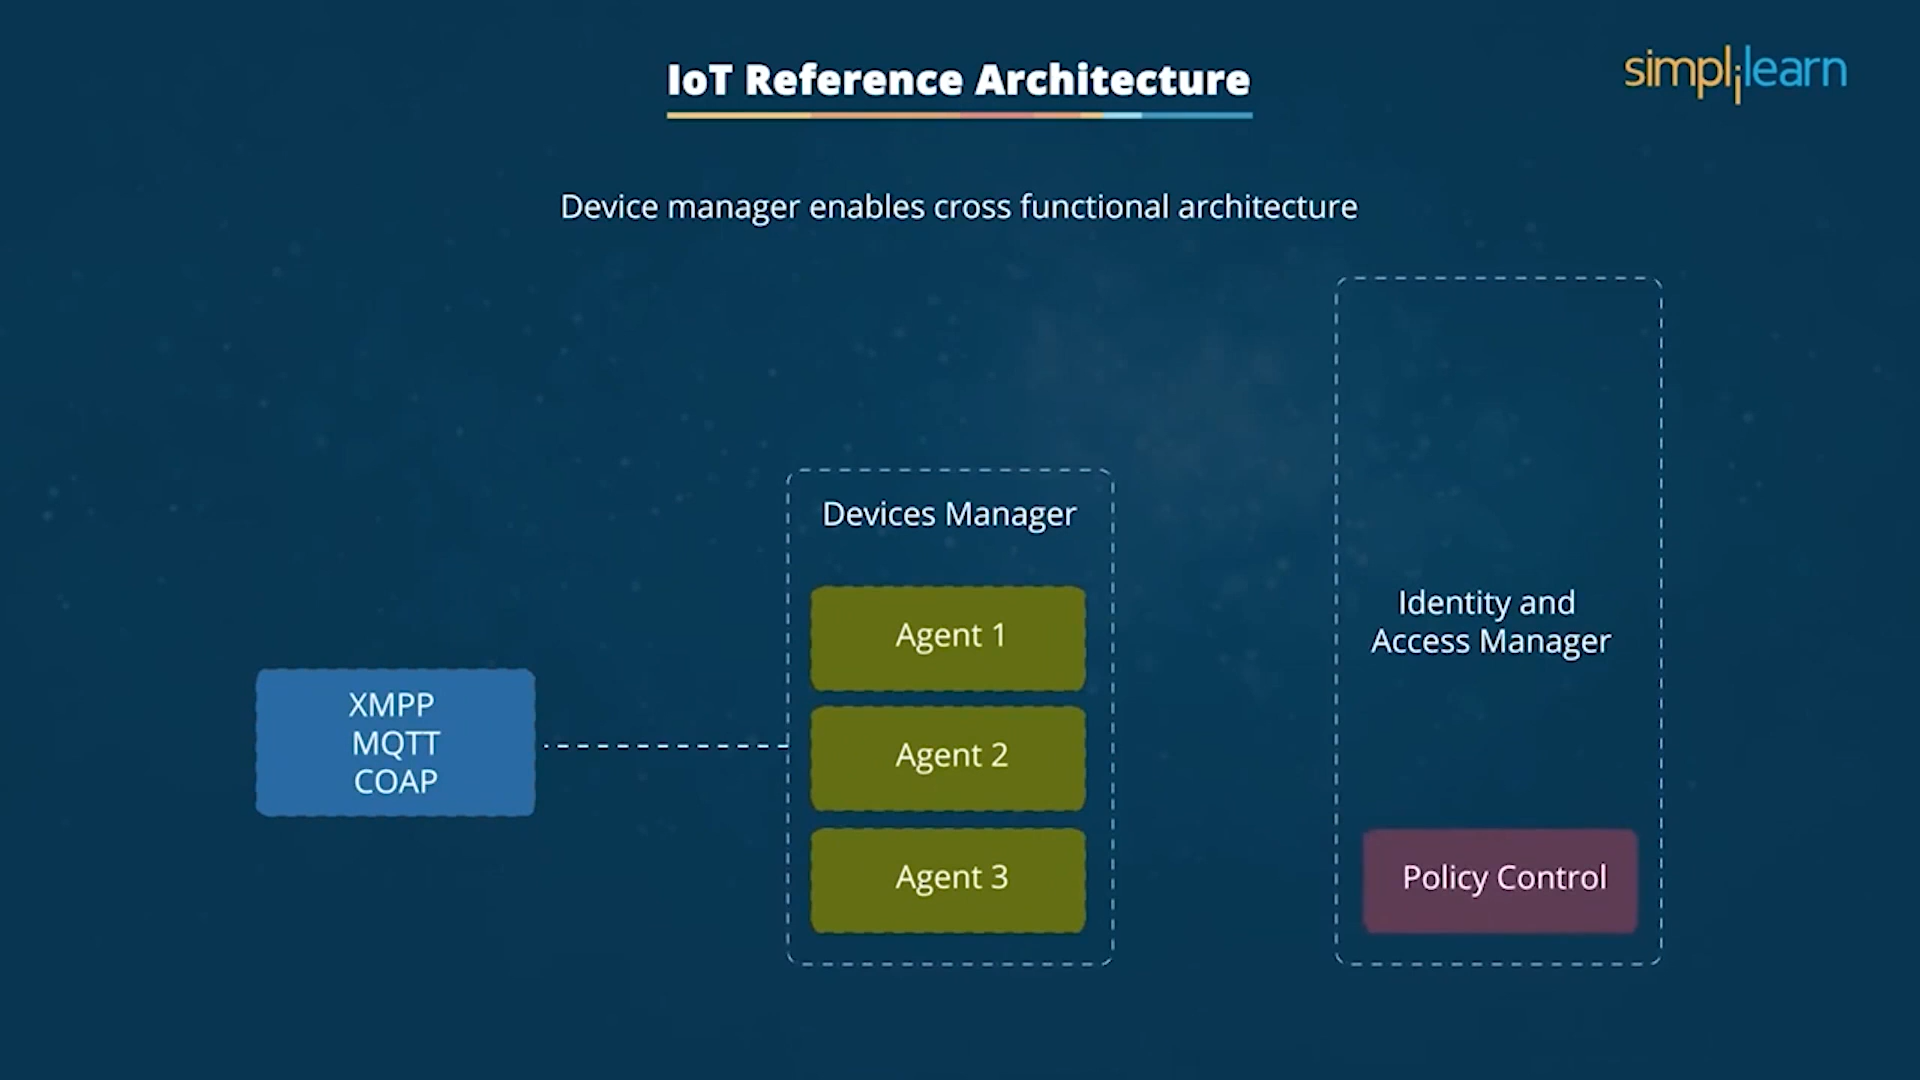 IoT Reference Architecture
simplilearn
Device manager enables cross functional architecture
Devices Manager
Agent 1
Agent 2
Agent 3
XMPP
MQTT
COAP
Identity and
Access Manager
Policy Control